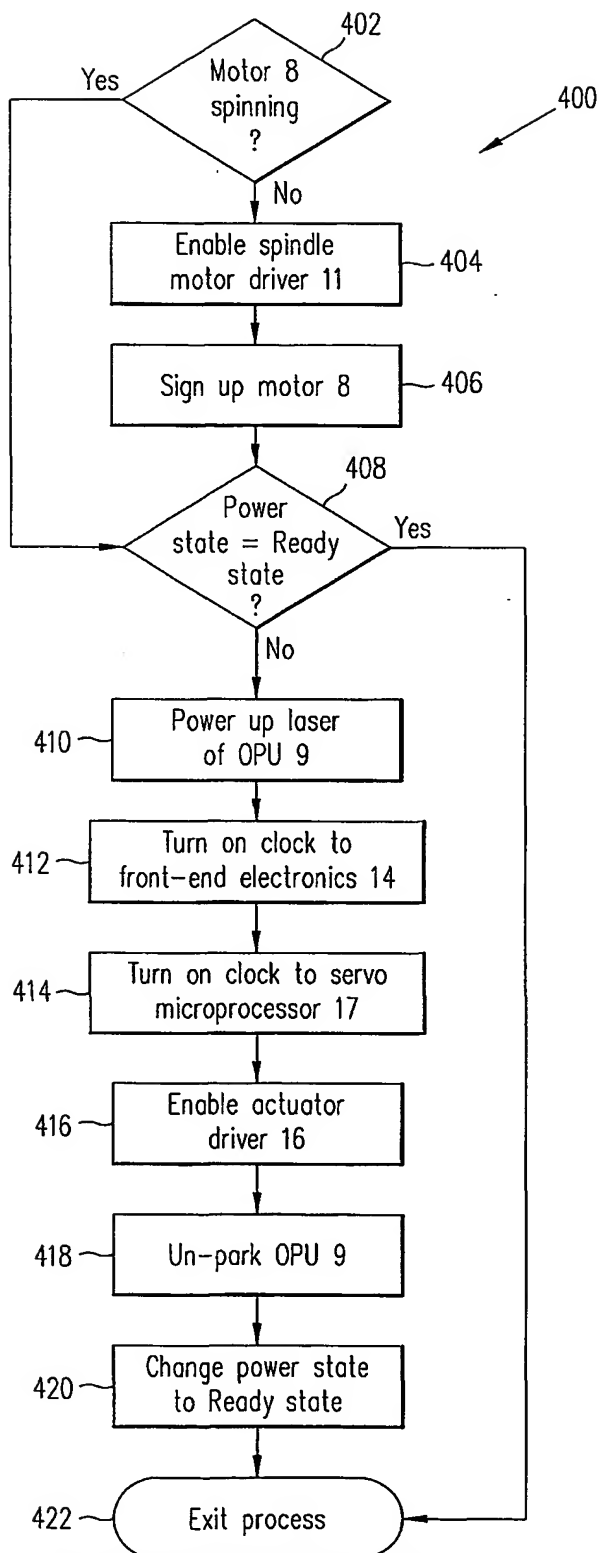 402
Yes
Motor 8
spinning
?
400
No
Enable spindle
motor driver 11
404
Sign up motor 8
406
408
Power
state = Ready
state
?
Yes
No
410
Power up laser
of OPU 9
412
Turn on clock to
front-end electronics 14
414
Turn on clock to servo
microprocessor 17
416
Enable actuator
driver 16
418
Un-park OPU 9
420
Change power state
to Ready state
422
Exit process